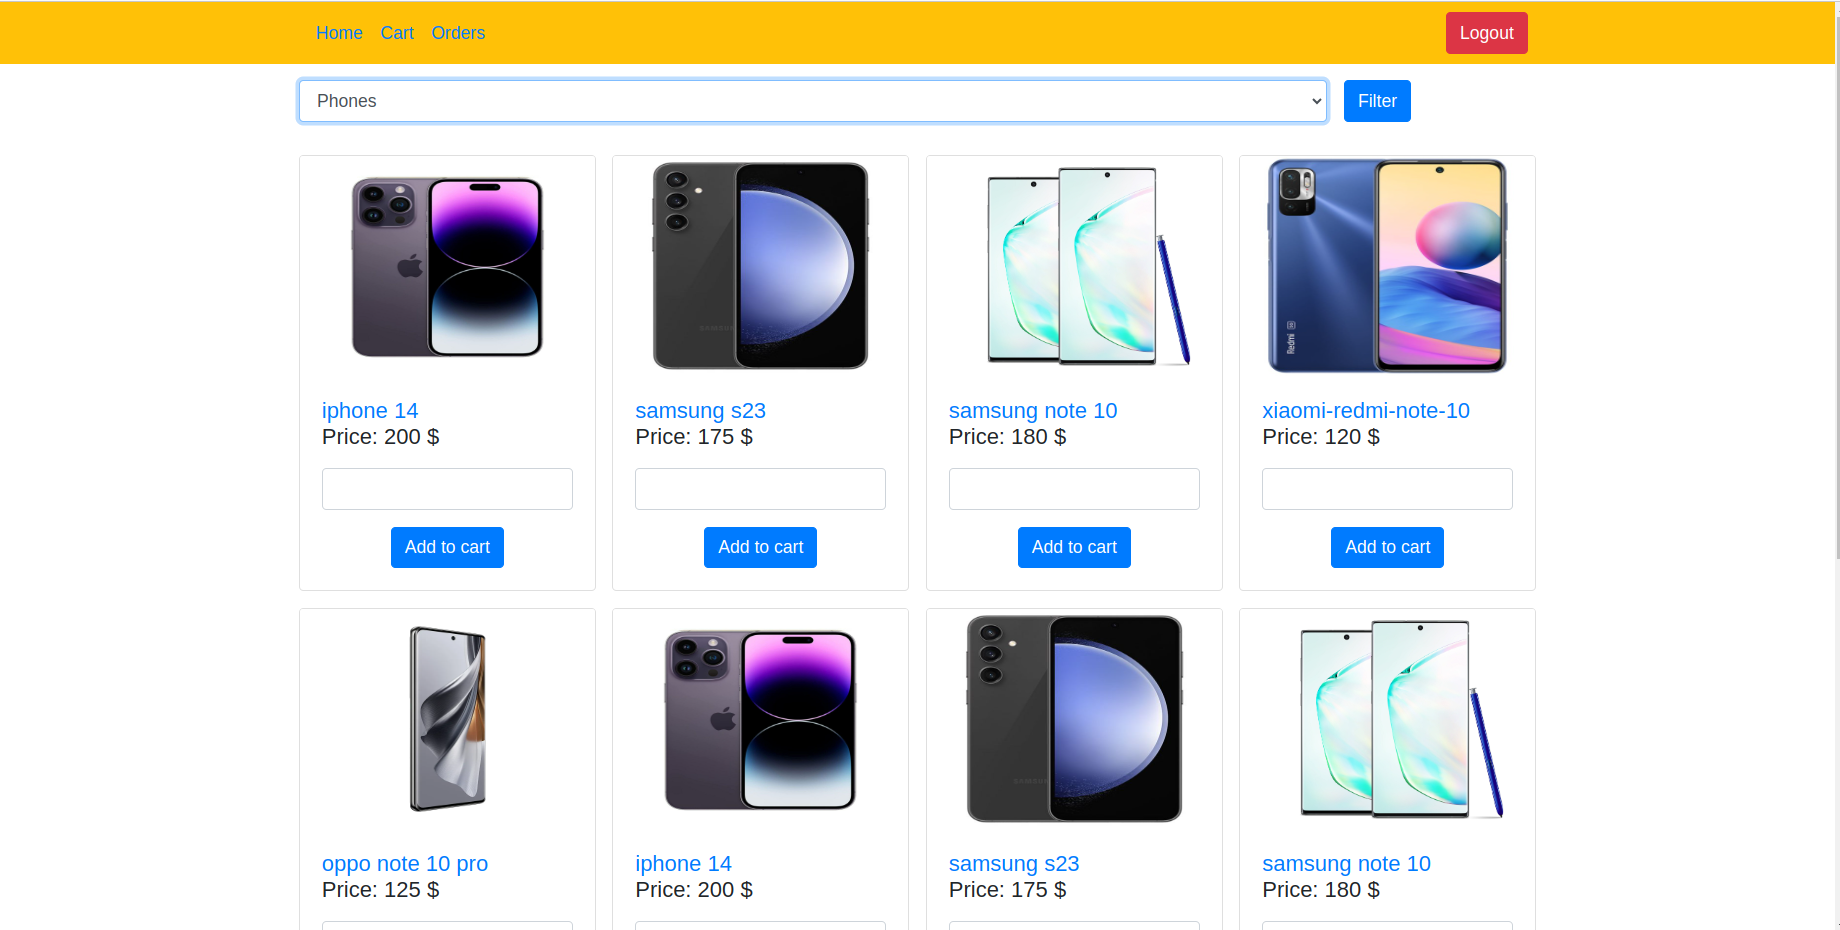 Home Cart Orders Logout
Phones Filter
iphone 14
Price: 200 $
Add to cart
samsung s23
Price: 175 $
Add to cart
samsung note 10
Price: 180 $
Add to cart
Redmi
xiaomi-redmi-note-10
Price: 120 $
Add to cart
oppo note 10 pro
Price: 125 $
iphone 14
Price: 200 $
samsung s23
Price: 175 $
samsung note 10
Price: 180 $